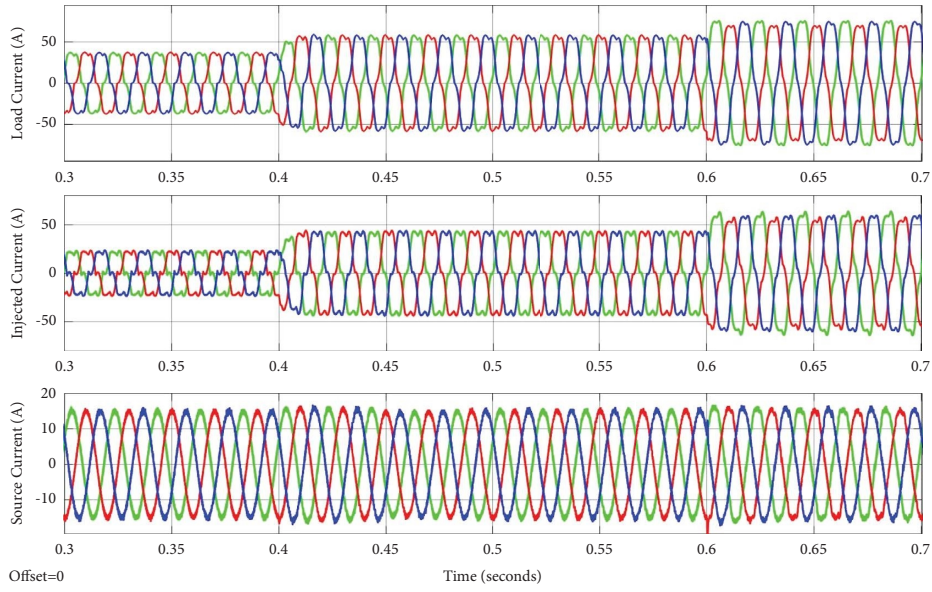 Load Current (A)
50
0
-50
0.3 0.35 0.4 0.45 0.5 0.55 0.6 0.65 0.7
Injected Current (A)
50
0
-50
0.3 0.35 0.4 0.45 0.5 0.55 0.6 0.65 0.7
Source Current (A)
20
10
0
-10
0.3 0.35 0.4 0.45 0.5 0.55 0.6 0.65 0.7
Offset=0 Time (seconds)